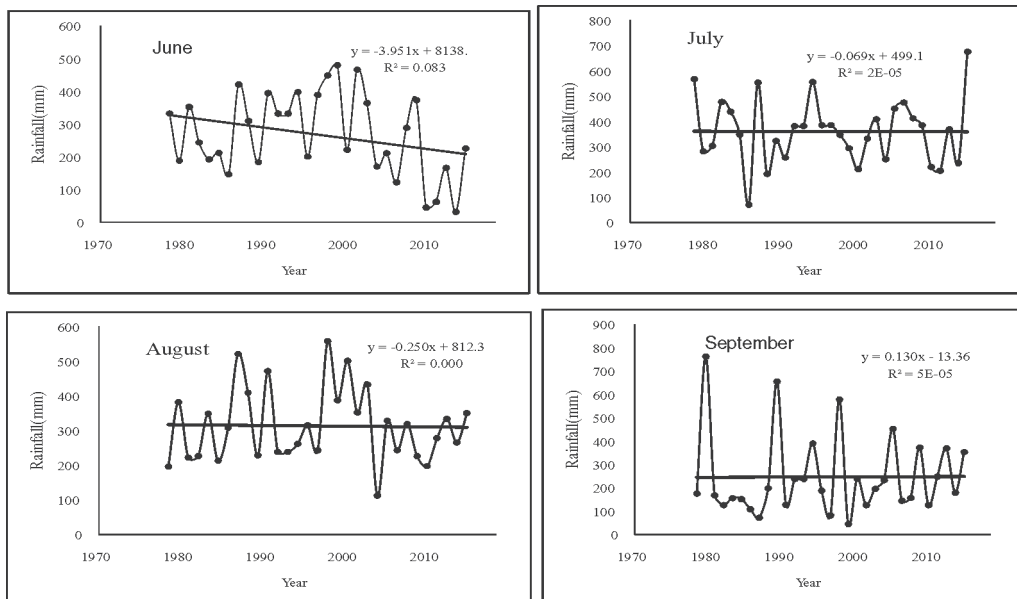 June
y = -3.951x + 8138.
R² = 0.083
Rainfall(mm)
600
500
400
300
200
100
0
1970 1980 1990 2000 2010
Year
July
y = -0.069x + 499.1
R² = 2E-05
Rainfall(mm)
800
700
600
500
400
300
200
100
0
1970 1980 1990 2000 2010
Year
August
y = -0.250x + 812.3
R² = 0.000
Rainfall(mm)
600
500
400
300
200
100
0
1970 1980 1990 2000 2010
Year
September
y = 0.130x - 13.36
R² = 5E-05
Rainfall(mm)
900
800
700
600
500
400
300
200
100
0
1970 1980 1990 2000 2010
Year